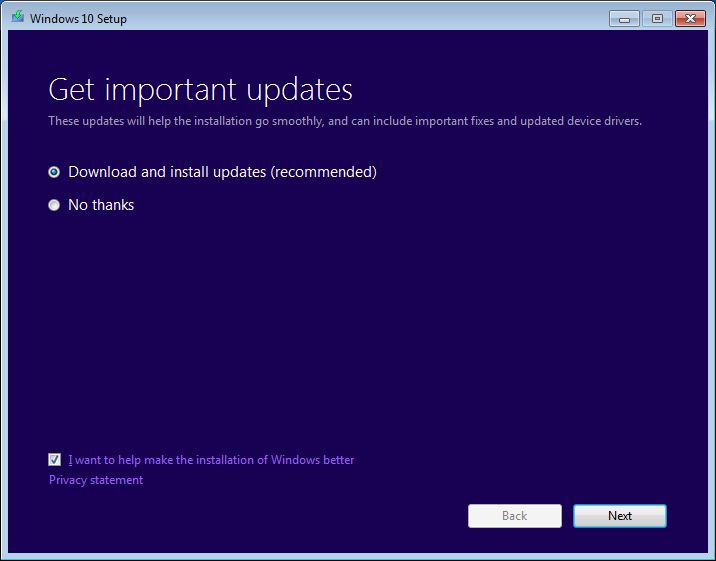 Windows 10 Setup
Get important updates
These updates will help the installation go smoothly, and can include important fixes and updated device drivers.
Download and install updates (recommended)
No thanks
I want to help make the installation of Windows better
Privacy statement
Back
Next